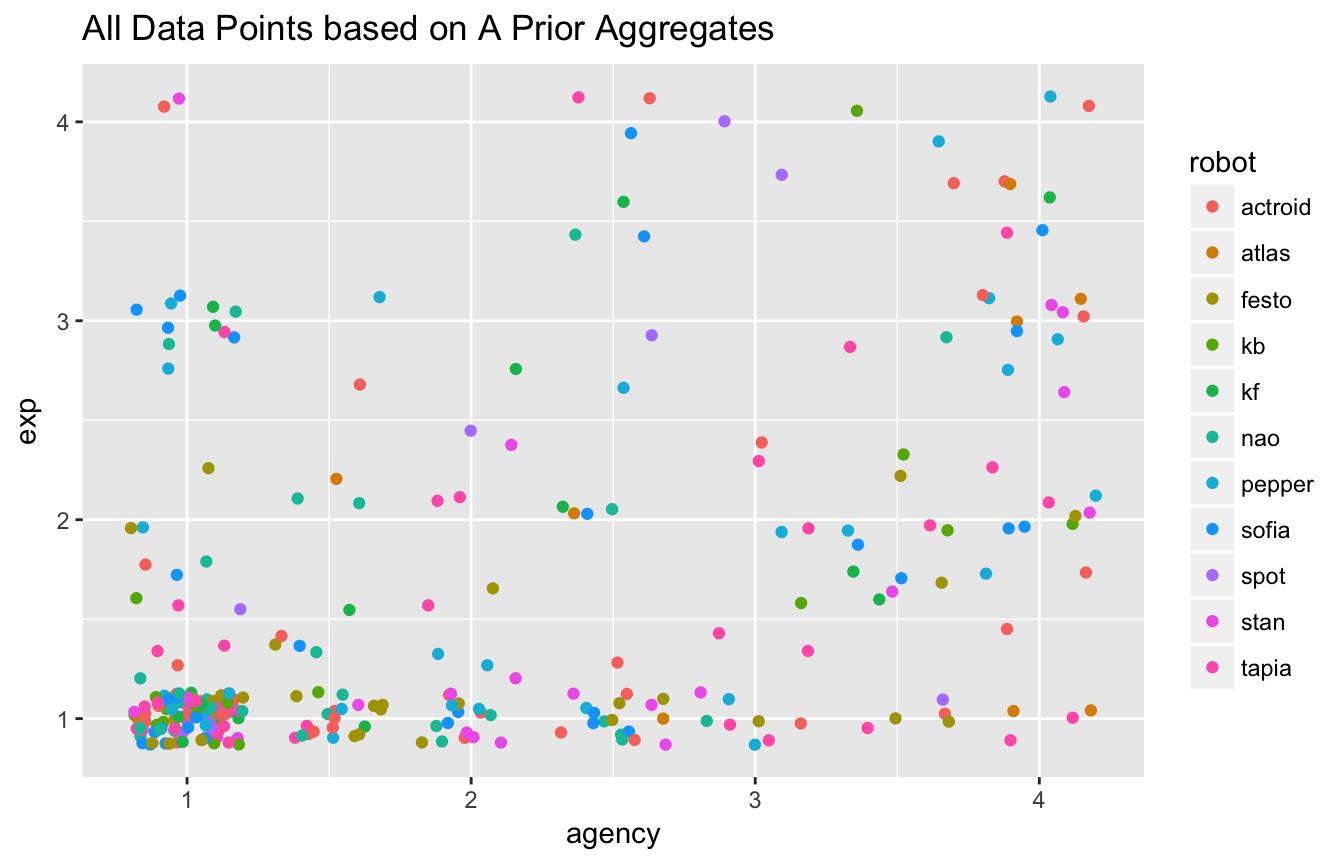 All Data Points based on A Prior Aggregates
exp
4
3
2
1
1 2 3 4
agency
robot
actroid
atlas
festo
kb
kf
nao
pepper
sofia
spot
stan
tapia